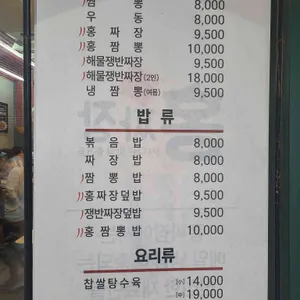 짬 뽕 8,000
우 동 8,000
홍 짜 장 9,500
홍 짬 뽕 10,000
해물쟁반짜장 9,500
해물쟁반짜장(2인) 18,000
냉 짬 뽕(여름) 9,500
밥 류
볶 음 밥 8,000
짜 장 밥 8,000
짬 뽕 밥 8,000
홍짜장덮밥 9,500
쟁반짜장덮밥 9,500
홍 짬 뽕 밥 10,000
요리류
찹쌀탕수육 (小) 14,000
(中) 19,000